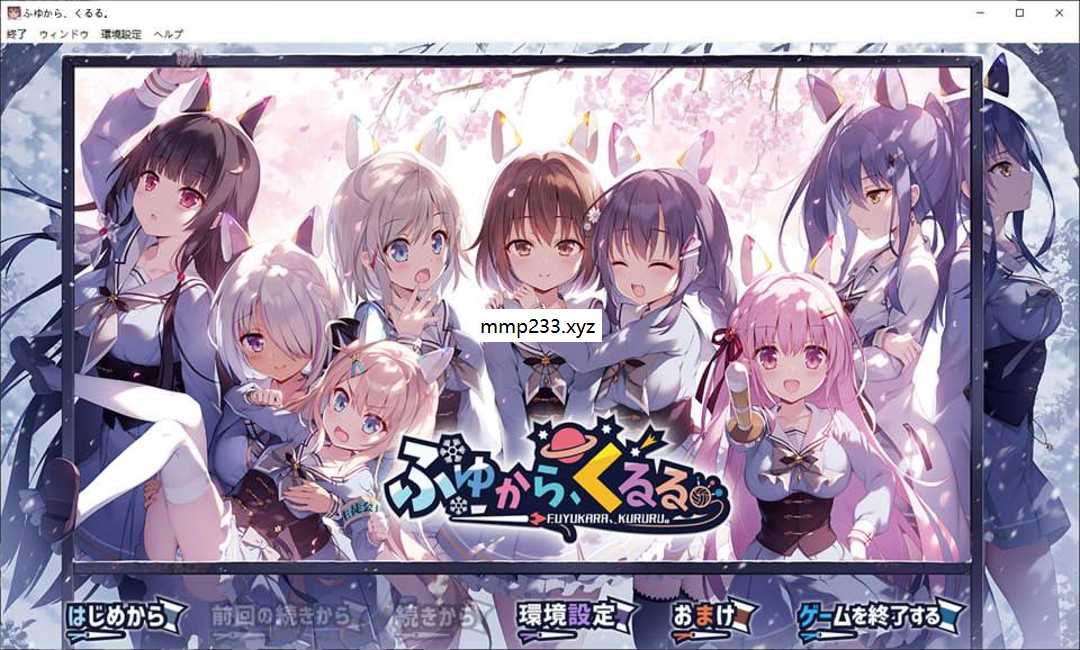 ふゆから、くるる。
終了 ウィンドウ 環境設定 ヘルプ
mmp233.xyz
ふゆから、くるる。
FUYUKARA、KURURU。
はじめから 前回の続きから 続きから 環境設定 おまけ ゲームを終了する